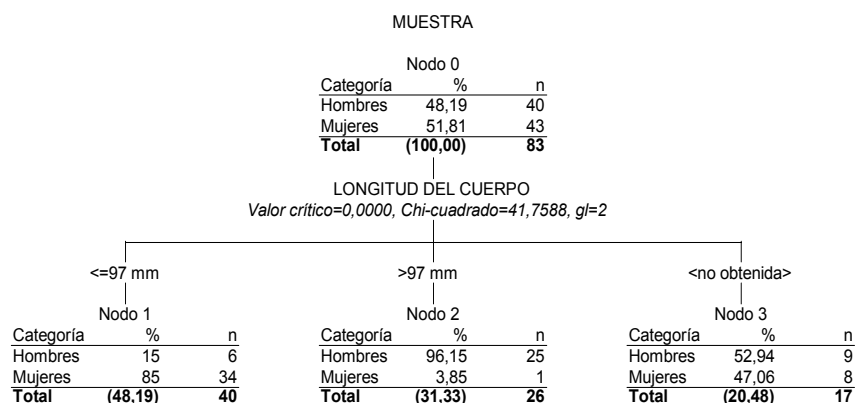 MUESTRA
Nodo 0
Categoría % n
Hombres 48,19 40
Mujeres 51,81 43
Total (100,00) 83
LONGITUD DEL CUERPO
Valor crítico=0,0000, Chi-cuadrado=41,7588, gl=2
<=97 mm >97 mm <no obtenida>
Nodo 1 Nodo 2 Nodo 3
Categoría % n Categoría % n Categoría % n
Hombres 15 6 Hombres 96,15 25 Hombres 52,94 9
Mujeres 85 34 Mujeres 3,85 1 Mujeres 47,06 8
Total (48,19) 40 Total (31,33) 26 Total (20,48) 17